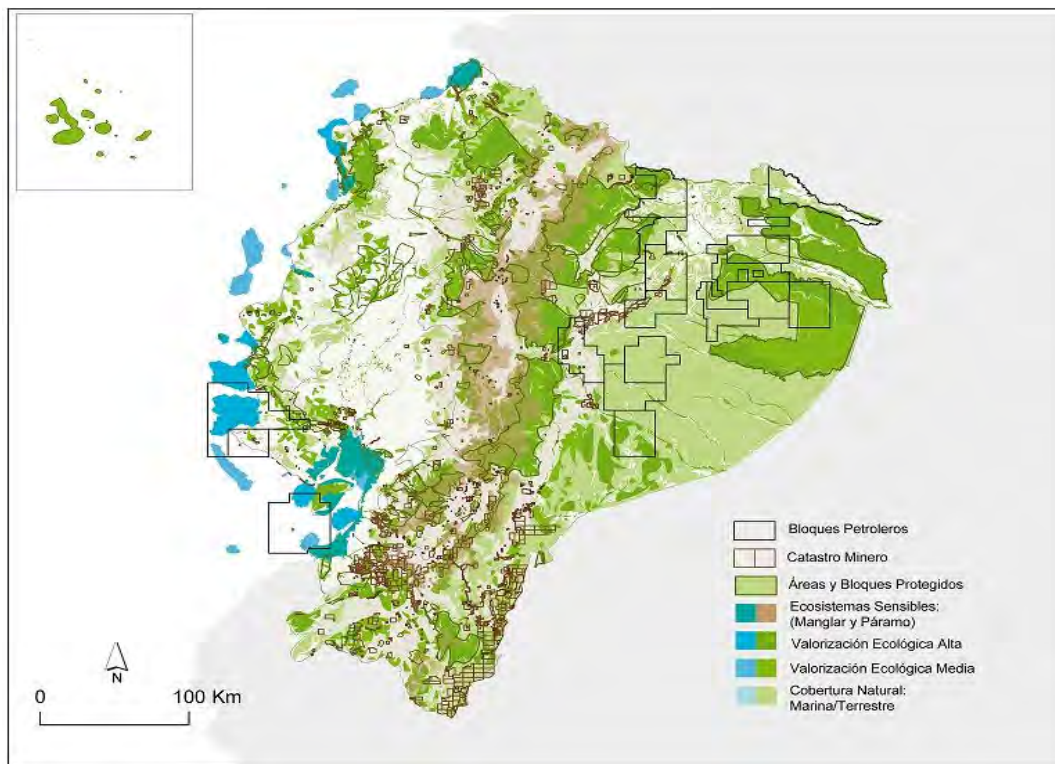 Bloques Petroleros
Catastro Minero
Áreas y Bloques Protegidos
Ecosistemas Sensibles:
(Manglar y Páramo)
Valorización Ecológica Alta
Valorización Ecológica Media
Cobertura Natural:
Marina/Terrestre
N
0 100 Km